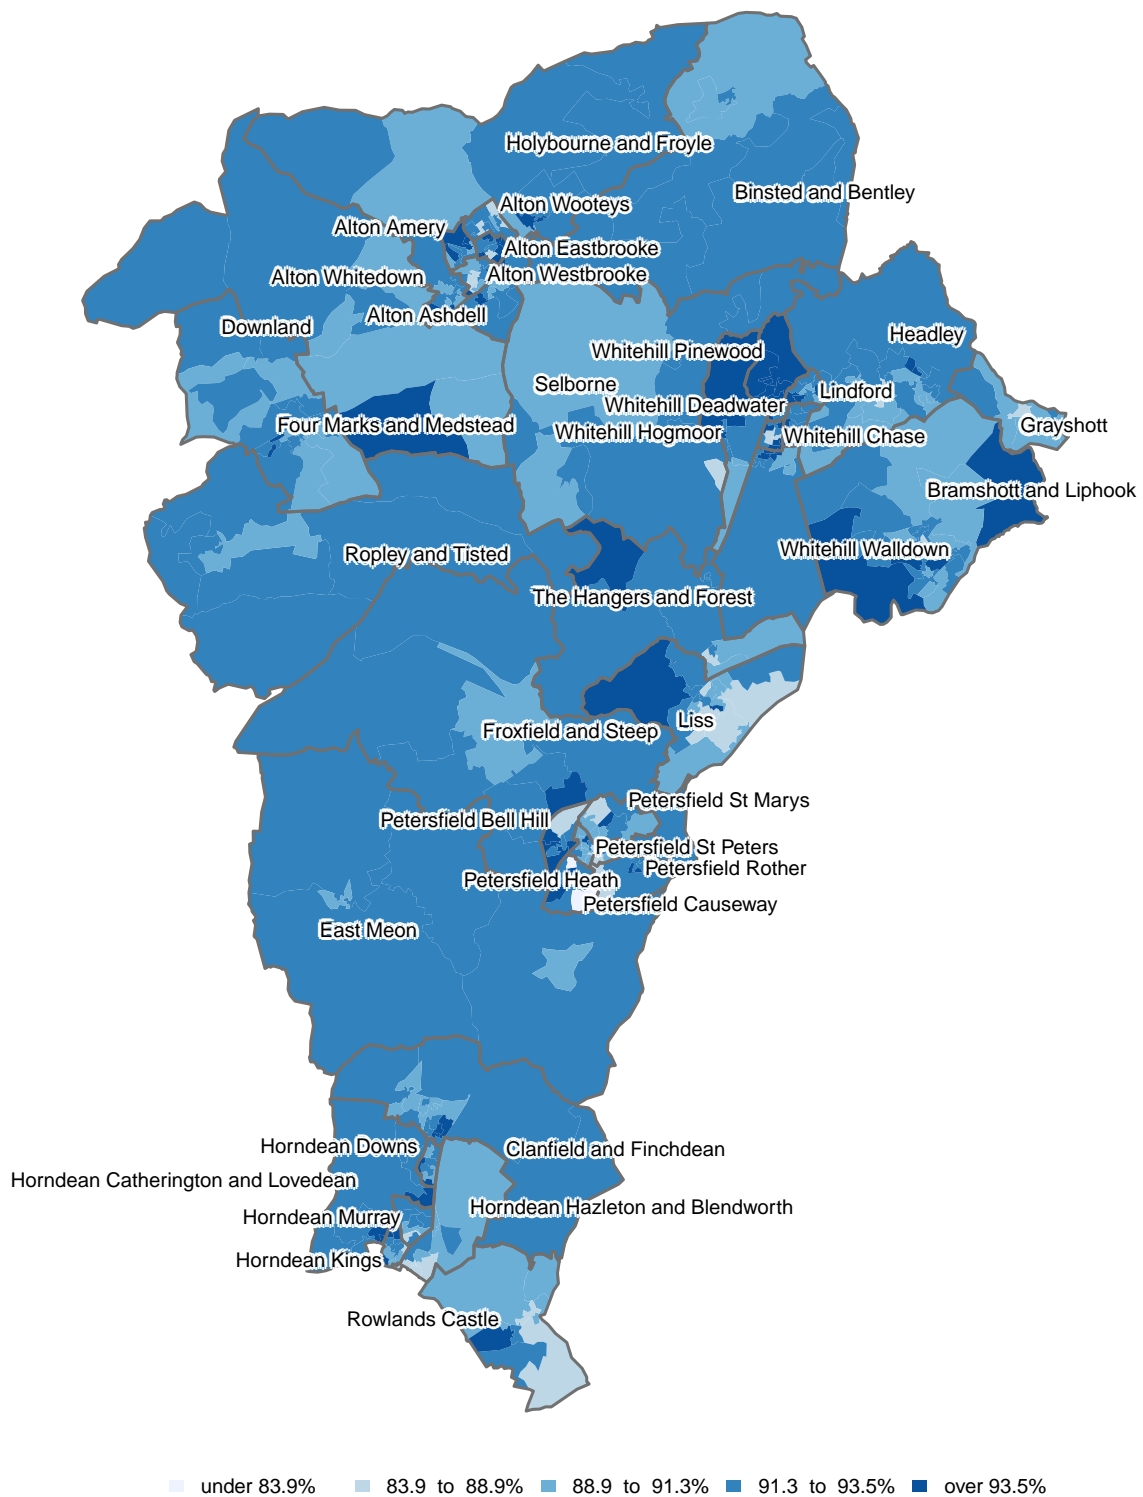 Holybourne and Froyle
Binsted and Bentley
Alton Wooteys
Alton Amery
Alton Eastbrooke
Alton Whitedown
Alton Westbrooke
Alton Ashdell
Downland
Headley
Whitehill Pinewood
Selborne
Lindford
Whitehill Deadwater
Four Marks and Medstead
Grayshott
Whitehill Hogmoor
Whitehill Chase
Bramshott and Liphook
Whitehill Walldown
Ropley and Tisted
The Hangers and Forest
Liss
Froxfield and Steep
Petersfield St Marys
Petersfield Bell Hill
Petersfield St Peters
Petersfield Rother
Petersfield Heath
Petersfield Causeway
East Meon
Horndean Downs
Clanfield and Finchdean
Horndean Catherington and Lovedean
Horndean Hazleton and Blendworth
Horndean Murray
Horndean Kings
Rowlands Castle
under 83.9% 83.9 to 88.9% 88.9 to 91.3% 91.3 to 93.5% over 93.5%